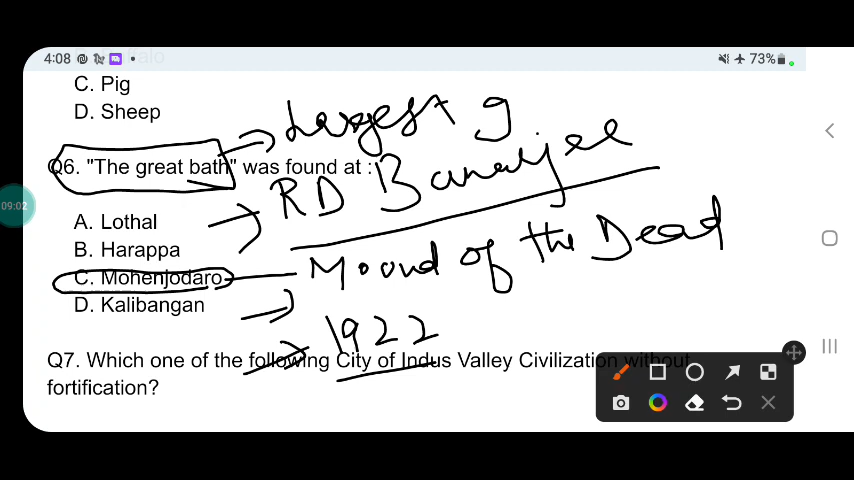 4:08 73%
C. Pig
D. Sheep
Largest g
Q6. "The great bath" was found at :
RD Banarjee
A. Lothal
B. Harappa
Mound of the Dead
C. Mohenjodaro
D. Kalibangan
1922
Q7. Which one of the following City of Indus Valley Civilization without
fortification?
09:02